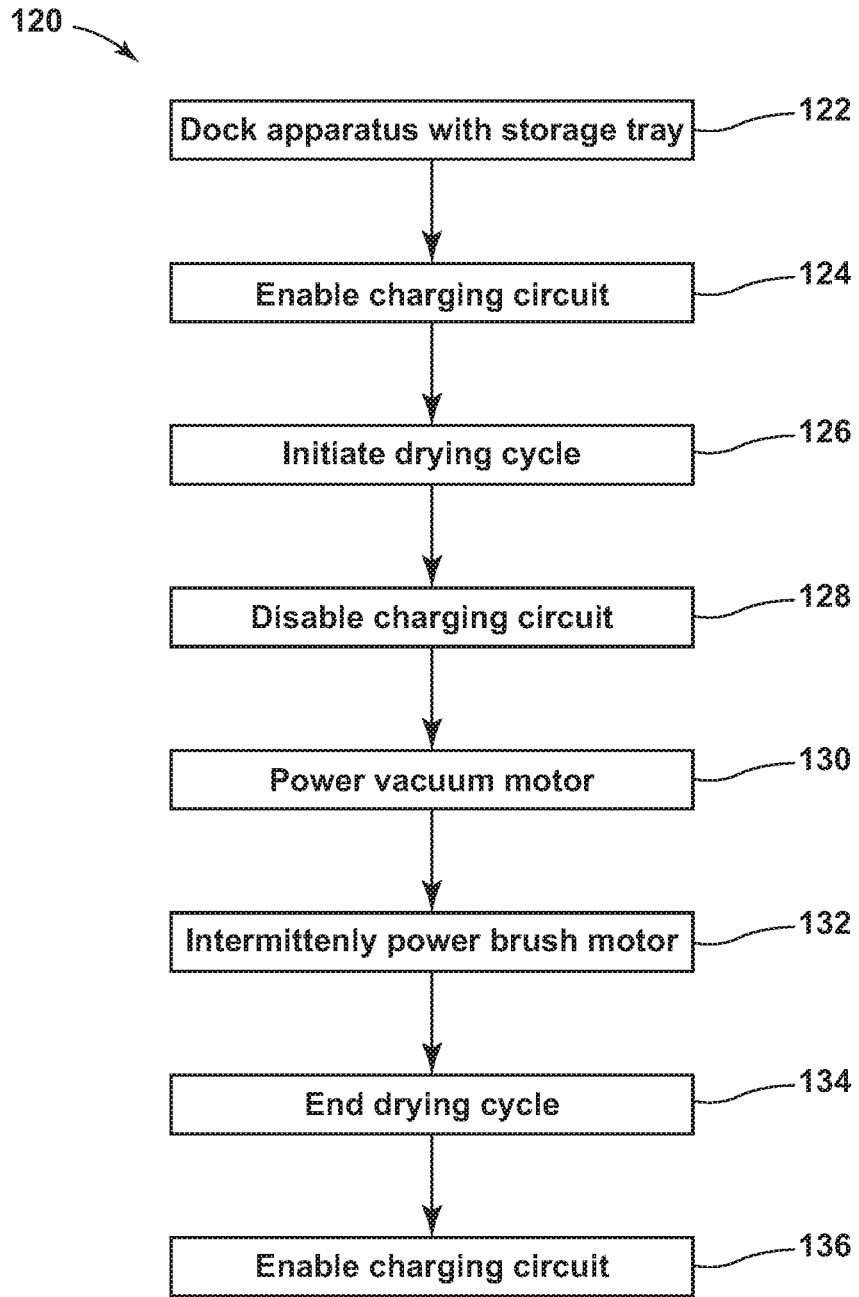 120
Dock apparatus with storage tray 122
Enable charging circuit 124
Initiate drying cycle 126
Disable charging circuit 128
Power vacuum motor 130
Intermittenly power brush motor 132
End drying cycle 134
Enable charging circuit 136